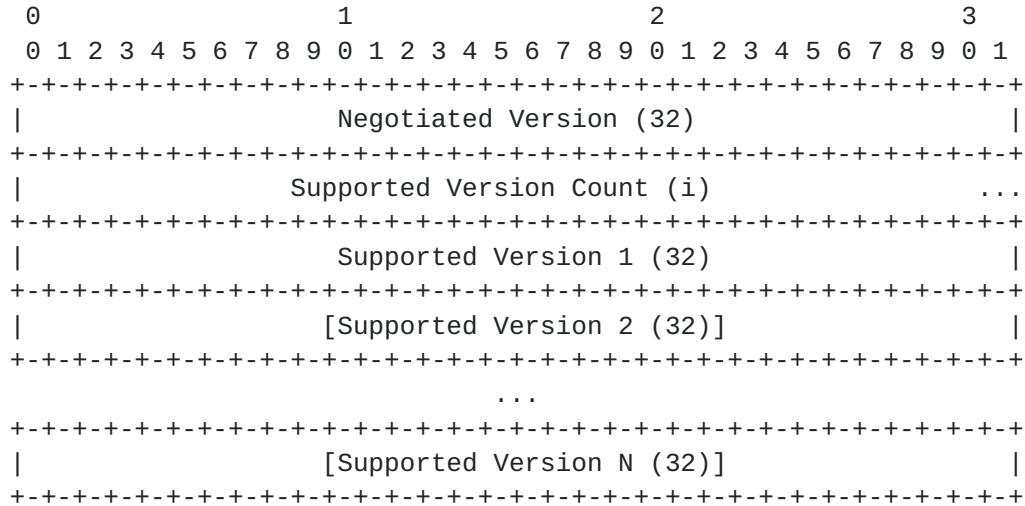 0                   1                   2                   3
 0 1 2 3 4 5 6 7 8 9 0 1 2 3 4 5 6 7 8 9 0 1 2 3 4 5 6 7 8 9 0 1
+-+-+-+-+-+-+-+-+-+-+-+-+-+-+-+-+-+-+-+-+-+-+-+-+-+-+-+-+-+-+-+-+
|                    Negotiated Version (32)                    |
+-+-+-+-+-+-+-+-+-+-+-+-+-+-+-+-+-+-+-+-+-+-+-+-+-+-+-+-+-+-+-+-+
|                 Supported Version Count (i)                 ...
+-+-+-+-+-+-+-+-+-+-+-+-+-+-+-+-+-+-+-+-+-+-+-+-+-+-+-+-+-+-+-+-+
|                    Supported Version 1 (32)                   |
+-+-+-+-+-+-+-+-+-+-+-+-+-+-+-+-+-+-+-+-+-+-+-+-+-+-+-+-+-+-+-+-+
|                   [Supported Version 2 (32)]                  |
+-+-+-+-+-+-+-+-+-+-+-+-+-+-+-+-+-+-+-+-+-+-+-+-+-+-+-+-+-+-+-+-+
                               ...
+-+-+-+-+-+-+-+-+-+-+-+-+-+-+-+-+-+-+-+-+-+-+-+-+-+-+-+-+-+-+-+-+
|                   [Supported Version N (32)]                  |
+-+-+-+-+-+-+-+-+-+-+-+-+-+-+-+-+-+-+-+-+-+-+-+-+-+-+-+-+-+-+-+-+